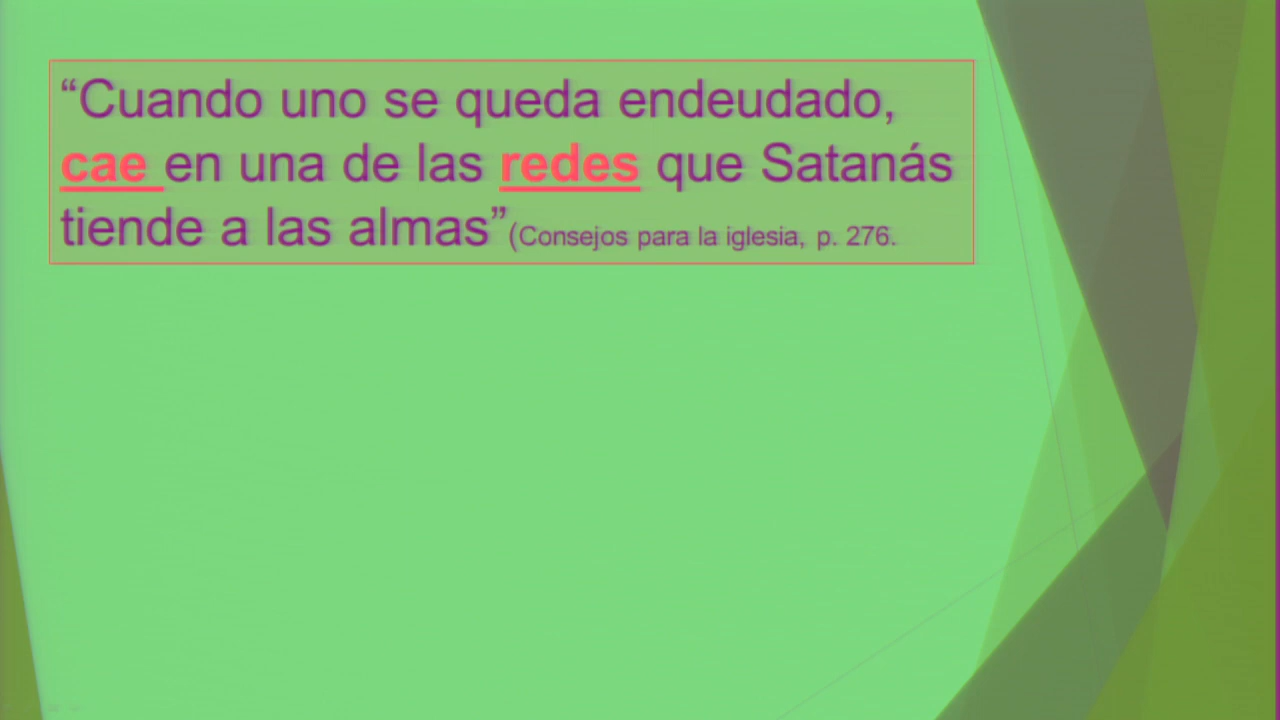 “Cuando uno se queda endeudado,
cae en una de las redes que Satanás
tiende a las almas”(Consejos para la iglesia, p. 276.